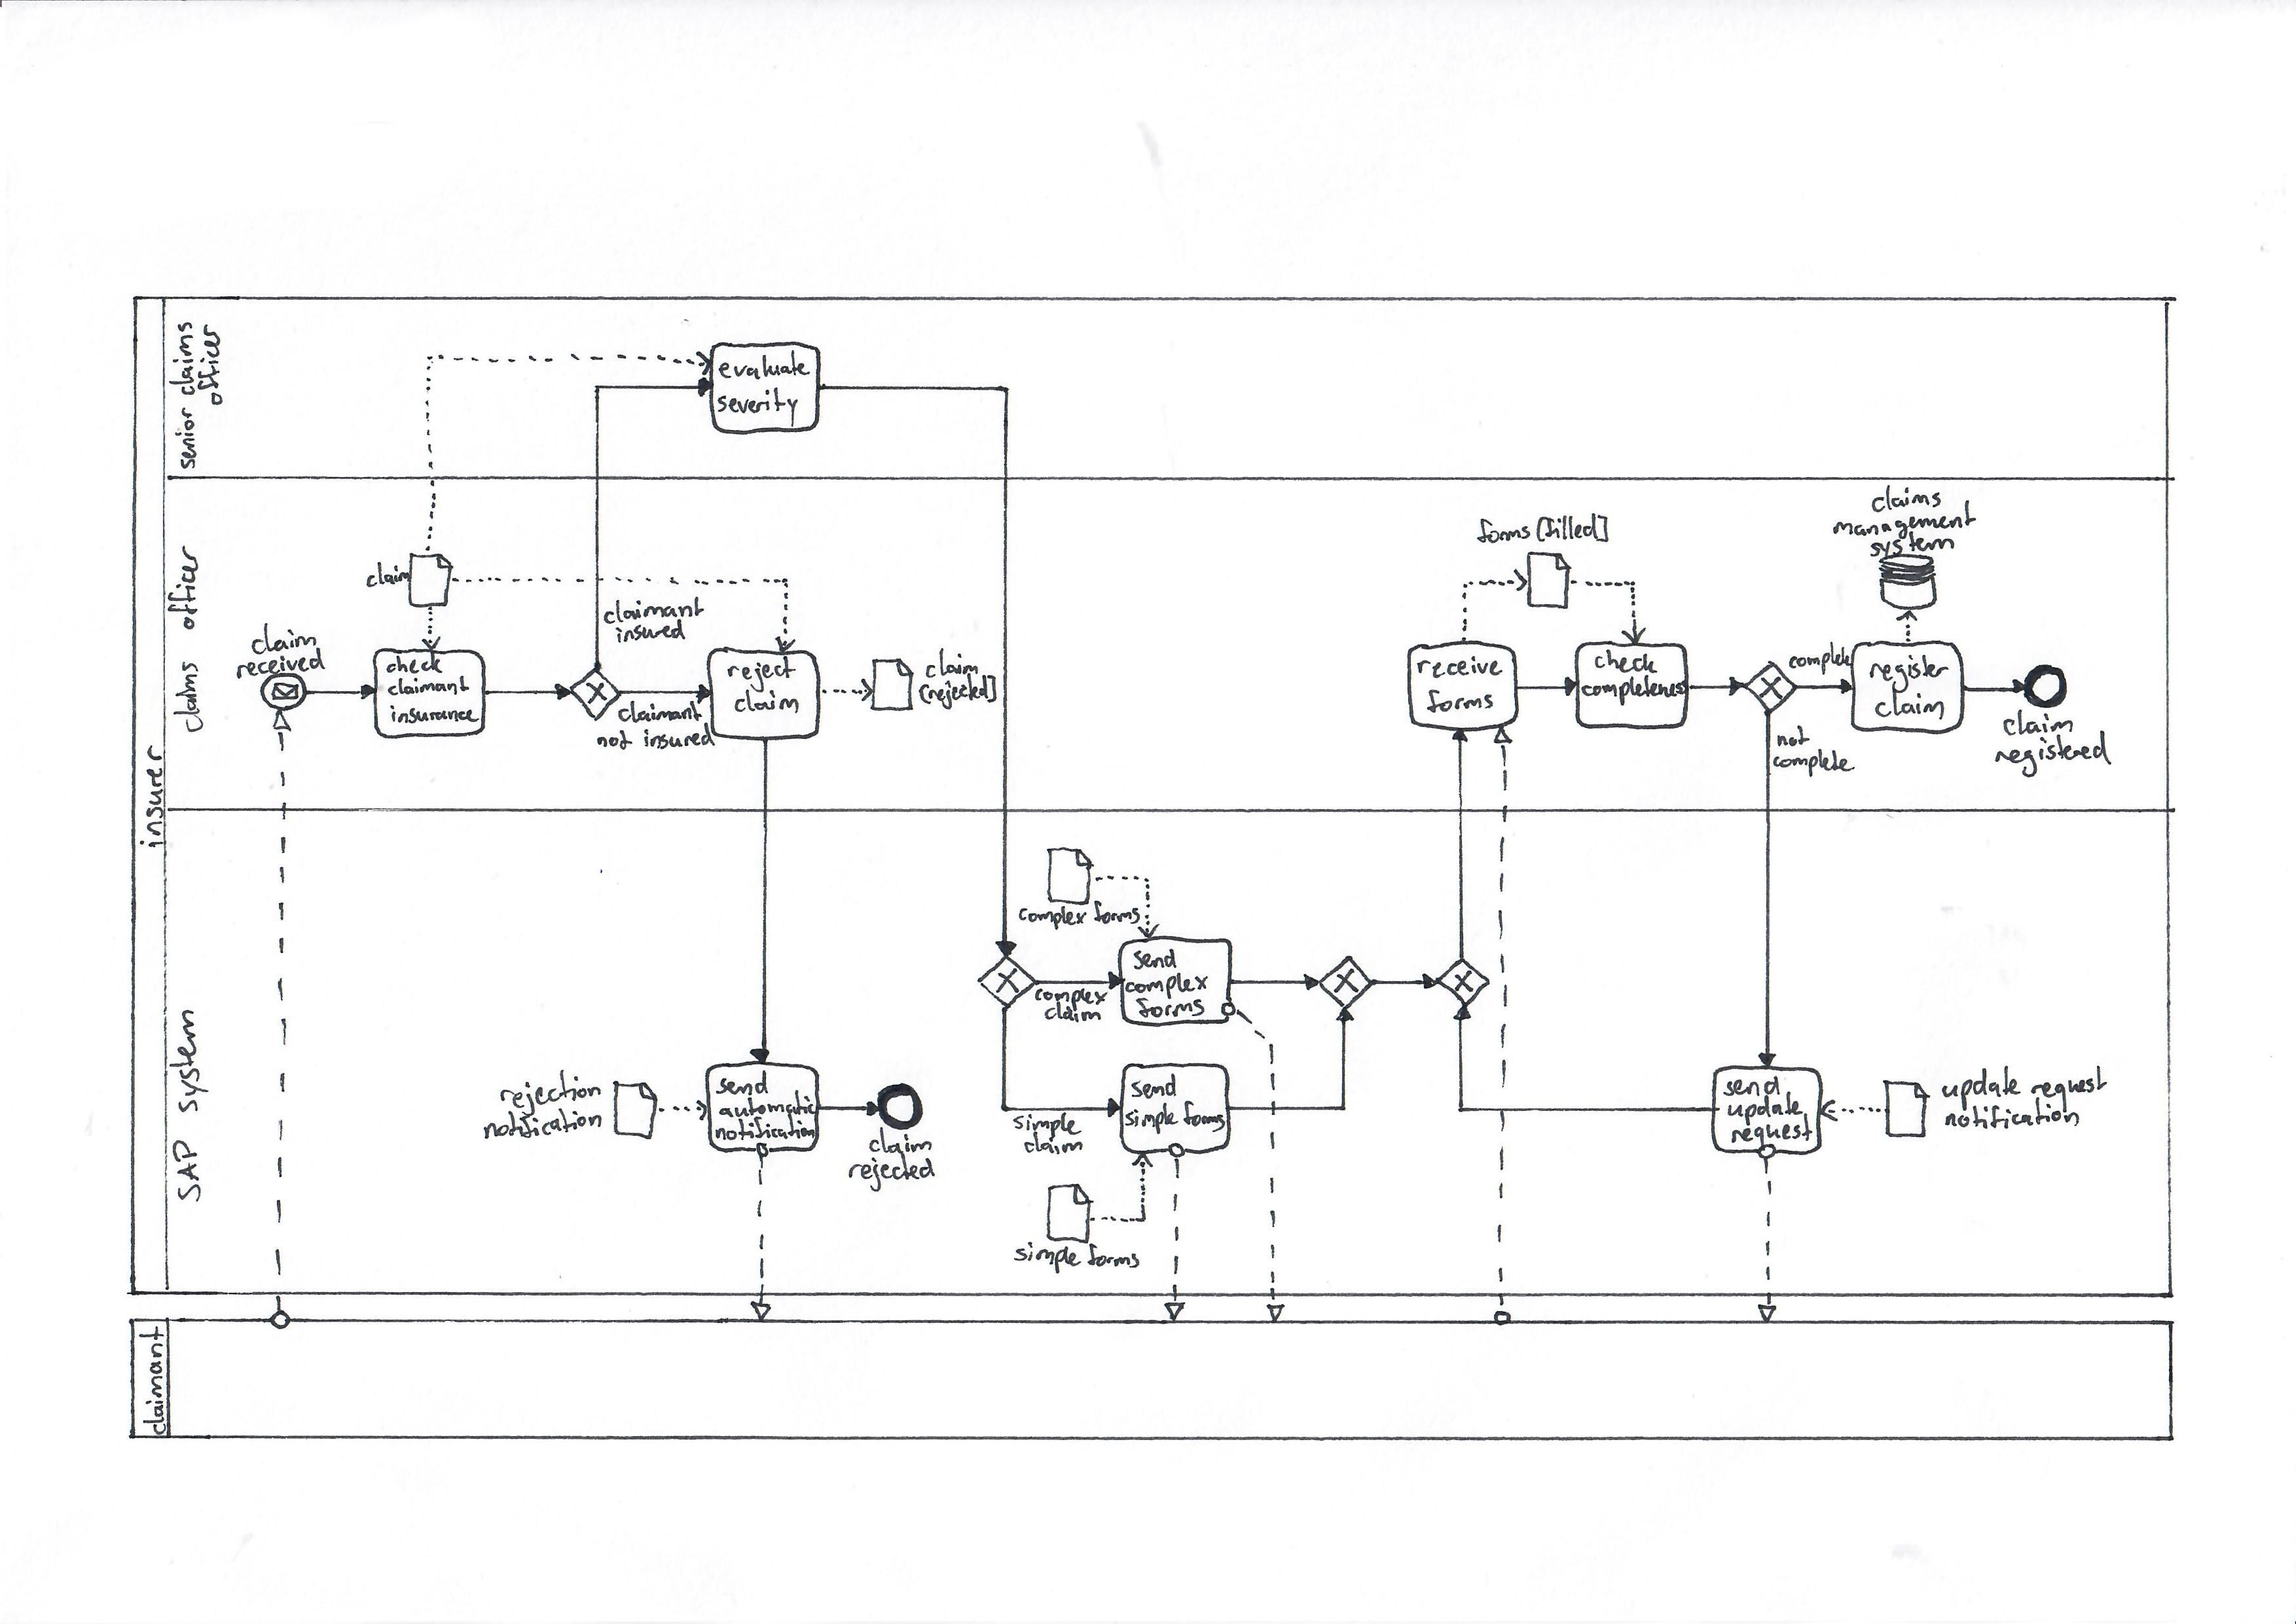 insurer
senior claims
officer
evaluate
severity
claims officer
claim
received
claim
check
claimant
insurance
claimant
insured
claimant
not insured
reject
claim
claim
[rejected]
forms [filled]
receive
forms
check
completeness
complete
not
complete
claims
management
system
register
claim
claim
registered
SAP system
rejection
notification
send
automatic
notification
claim
rejected
complex forms
complex
claim
send
complex
forms
simple
claim
send
simple forms
simple forms
send
update
request
update request
notification
claimant